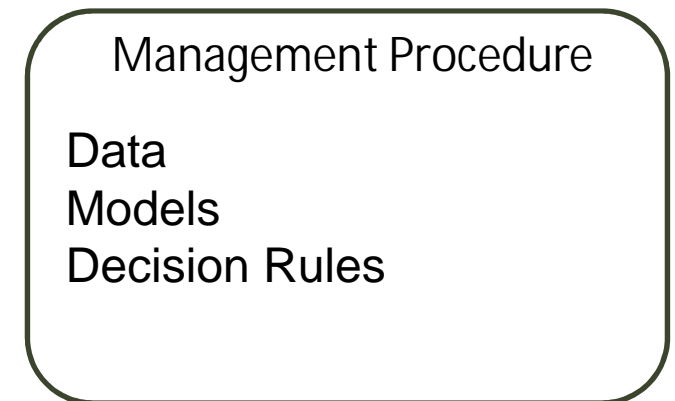 Management Procedure
Data
Models
Decision Rules